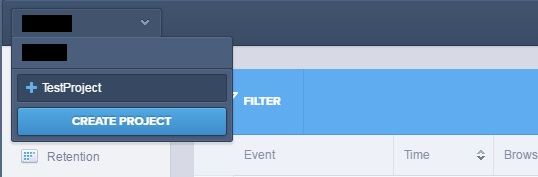 TestProject
CREATE PROJECT
FILTER
Retention
Event
Time
Brows